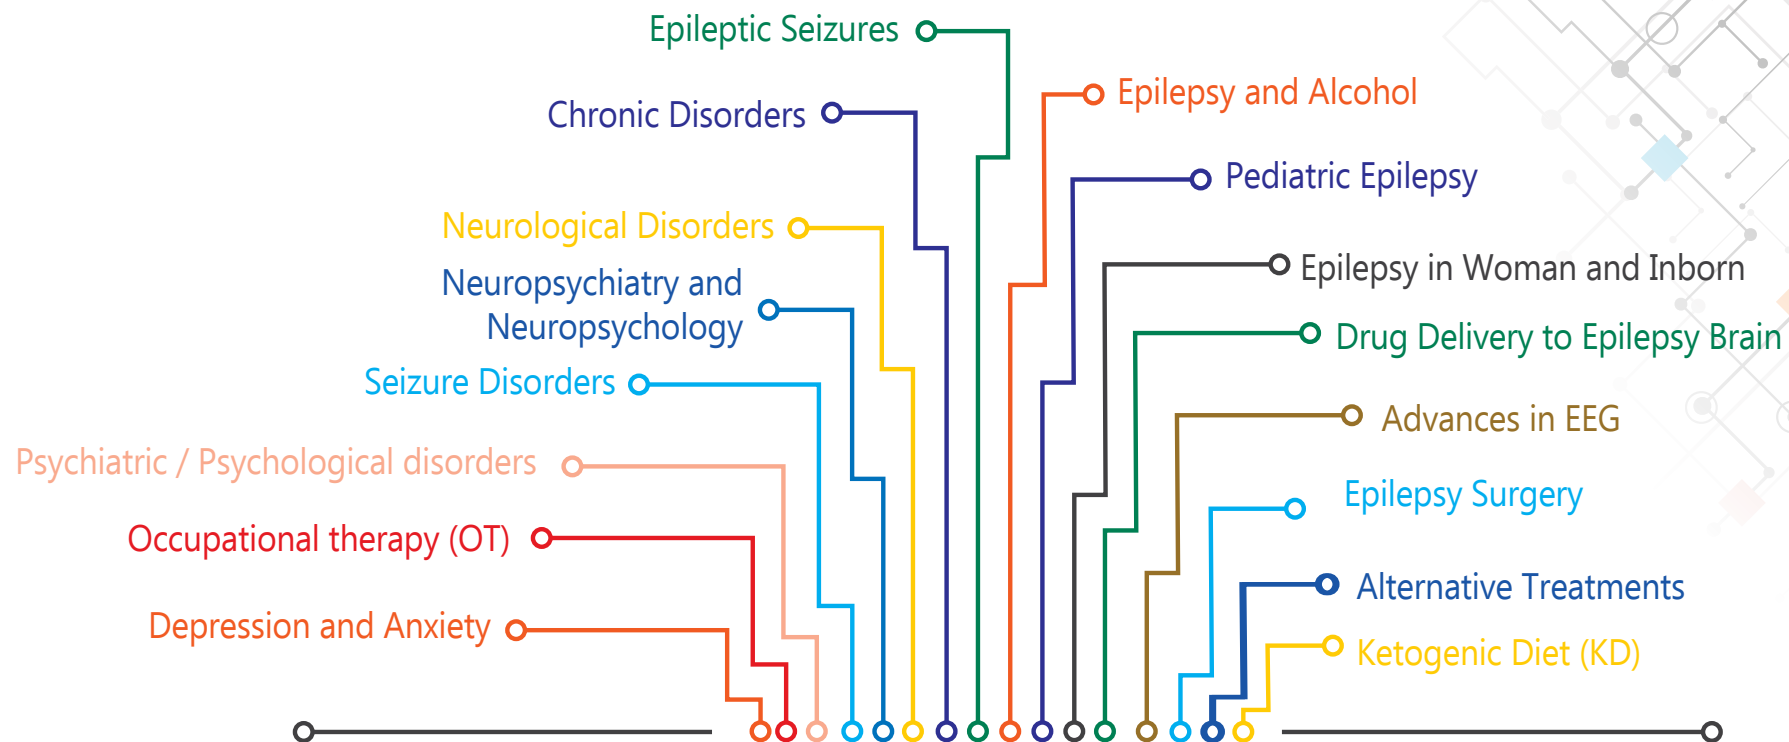 Epileptic Seizures
Chronic Disorders
Neurological Disorders
Neuropsychiatry and
Neuropsychology
Seizure Disorders
Psychiatric / Psychological disorders
Occupational therapy (OT)
Depression and Anxiety
Epilepsy and Alcohol
Pediatric Epilepsy
Epilepsy in Woman and Inborn
Drug Delivery to Epilepsy Brain
Advances in EEG
Epilepsy Surgery
Alternative Treatments
Ketogenic Diet (KD)